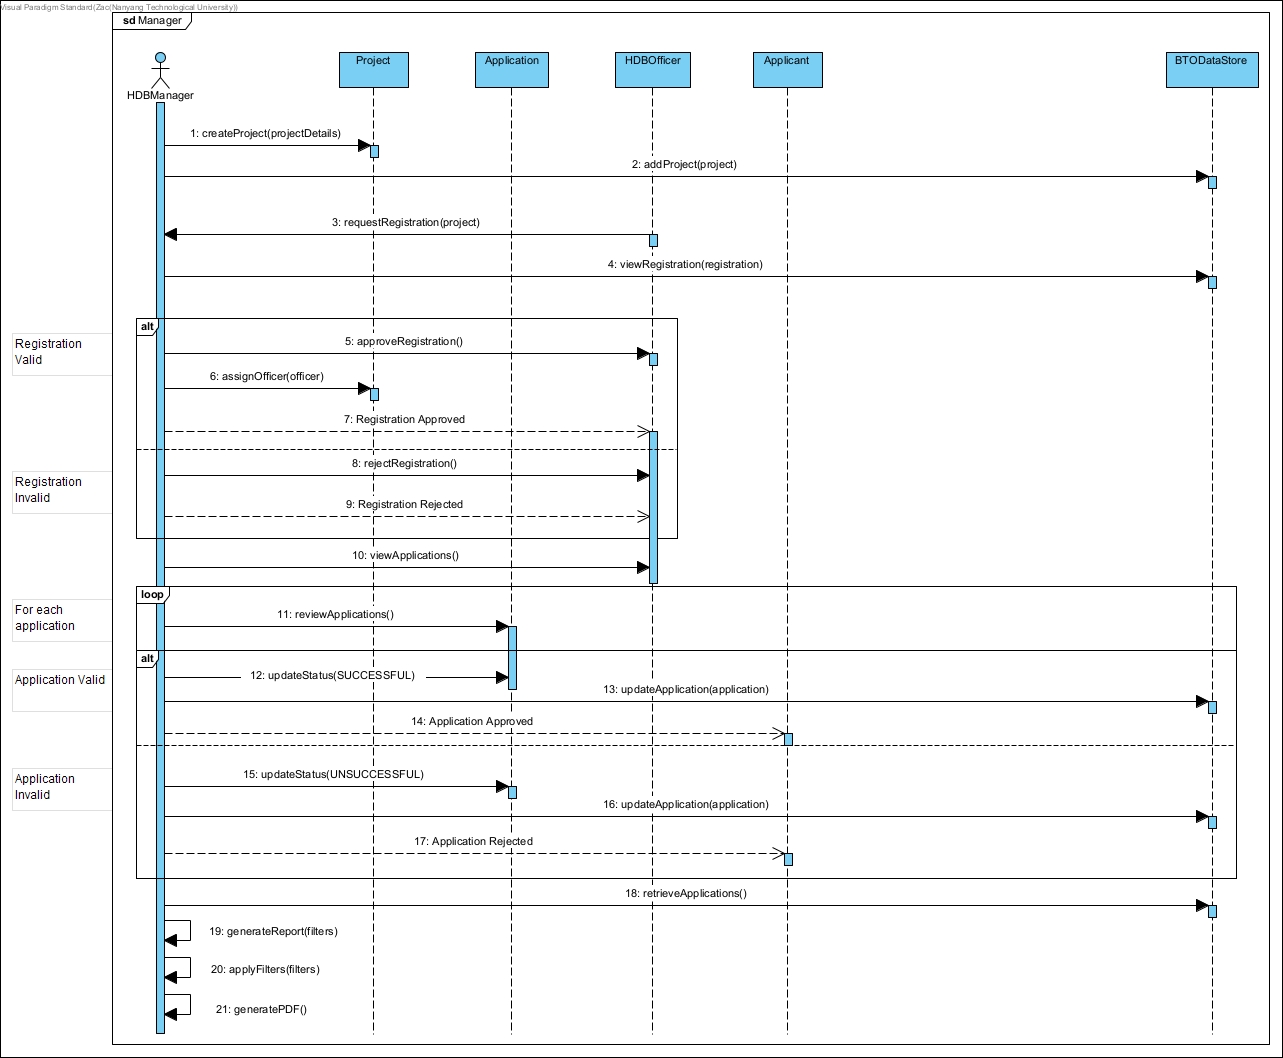 Visual Paradigm Standard(Zac(Nanyang Technological University))
sd Manager
HDBManager
Project
Application
HDBOfficer
Applicant
BTODataStore
1: createProject(projectDetails)
2: addProject(project)
3: requestRegistration(project)
4: viewRegistration(registration)
alt
Registration
Valid
5: approveRegistration()
6: assignOfficer(officer)
7: Registration Approved
Registration
Invalid
8: rejectRegistration()
9: Registration Rejected
10: viewApplications()
loop
For each
application
11: reviewApplications()
alt
Application Valid
12: updateStatus(SUCCESSFUL)
13: updateApplication(application)
14: Application Approved
Application
Invalid
15: updateStatus(UNSUCCESSFUL)
16: updateApplication(application)
17: Application Rejected
18: retrieveApplications()
19: generateReport(filters)
20: applyFilters(filters)
21: generatePDF()